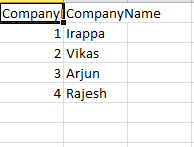 Company CompanyName
1 Irappa
2 Vikas
3 Arjun
4 Rajesh